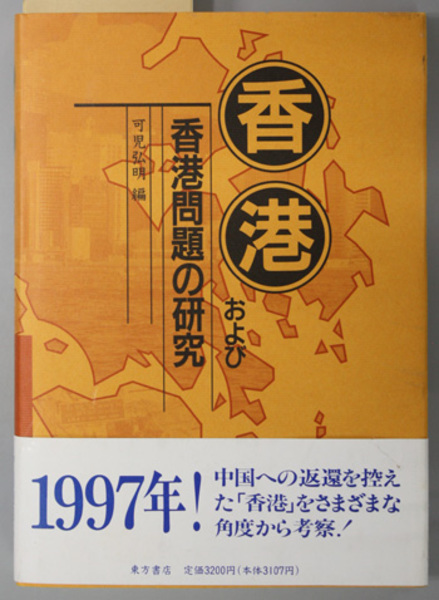 香港
および
香港問題の研究
可児弘明 編
1997年!
中国への返還を控え
た「香港」をさまざまな
角度から考察!
東方書店 定価3200円(本体3107円)